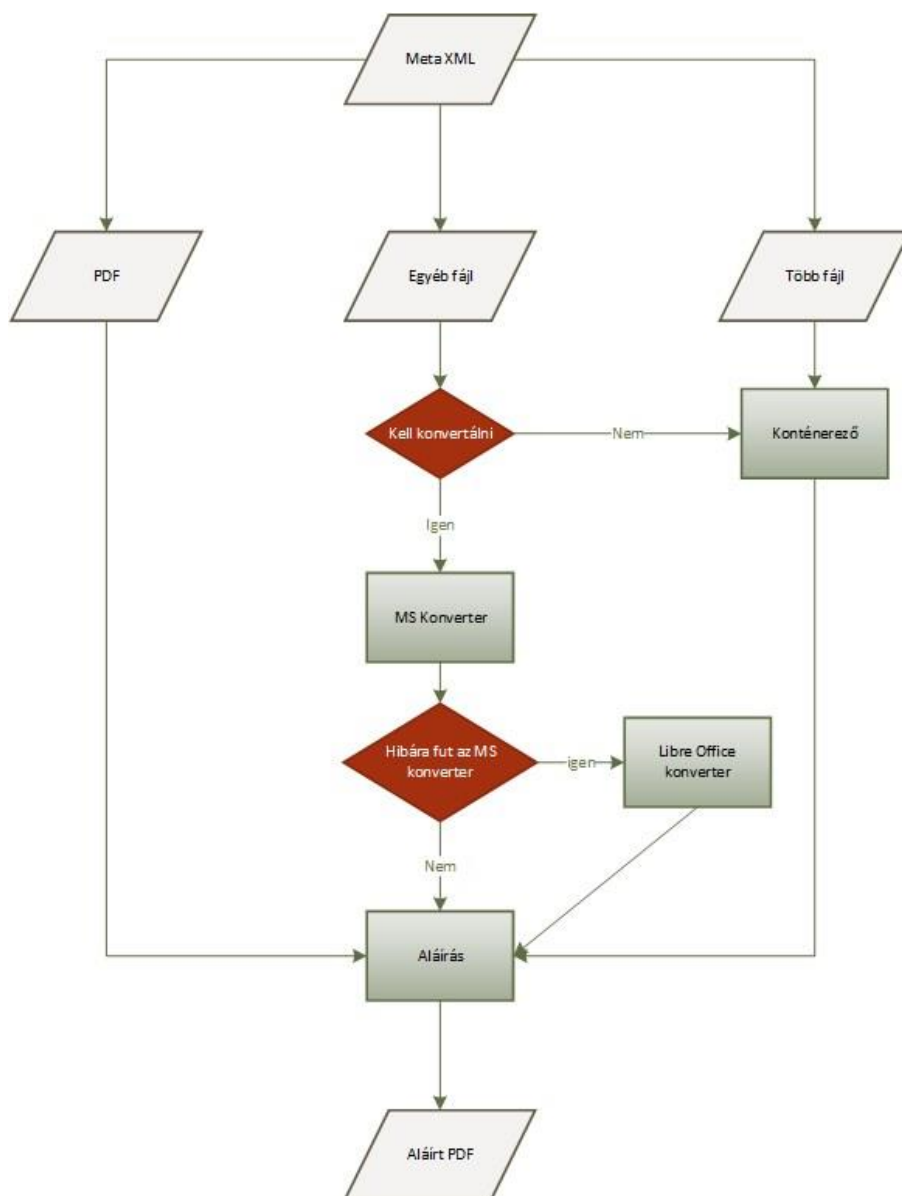 Meta XML
PDF
Egyéb fájl
Több fájl
Kell konvertálni
Nem
Konténerező
Igen
MS Konverter
Hibára fut az MS
konverter
igen
Libre Office
konverter
Nem
Aláírás
Aláírt PDF